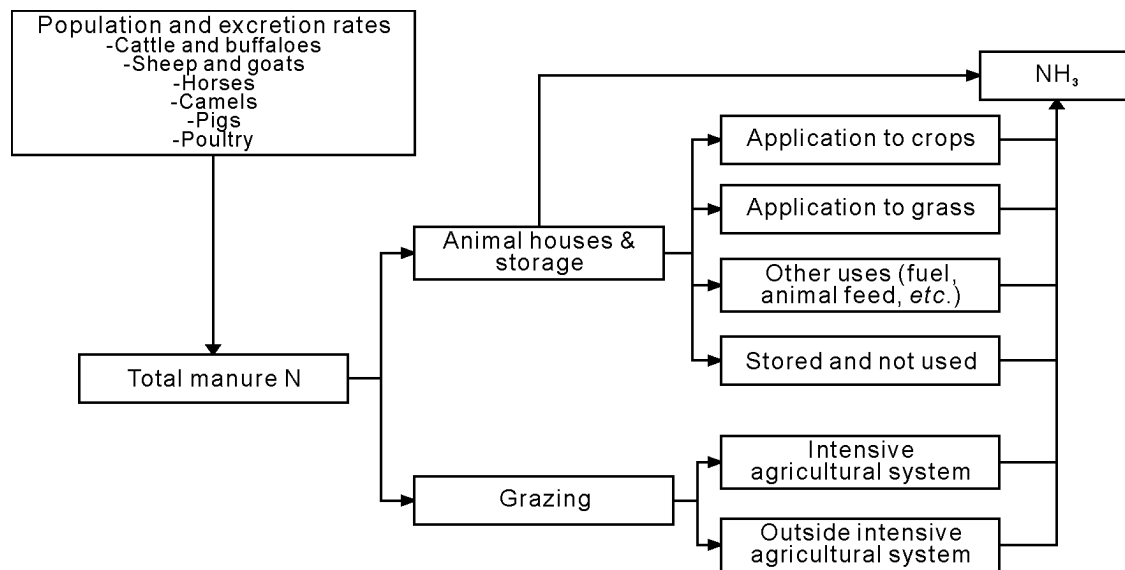 Population and excretion rates
-Cattle and buffaloes
-Sheep and goats
-Horses
-Camels
-Pigs
-Poultry
NH₃
Application to crops
Application to grass
Animal houses &
storage
Other uses (fuel,
animal feed, etc.)
Stored and not used
Total manure N
Intensive
agricultural system
Grazing
Outside intensive
agricultural system